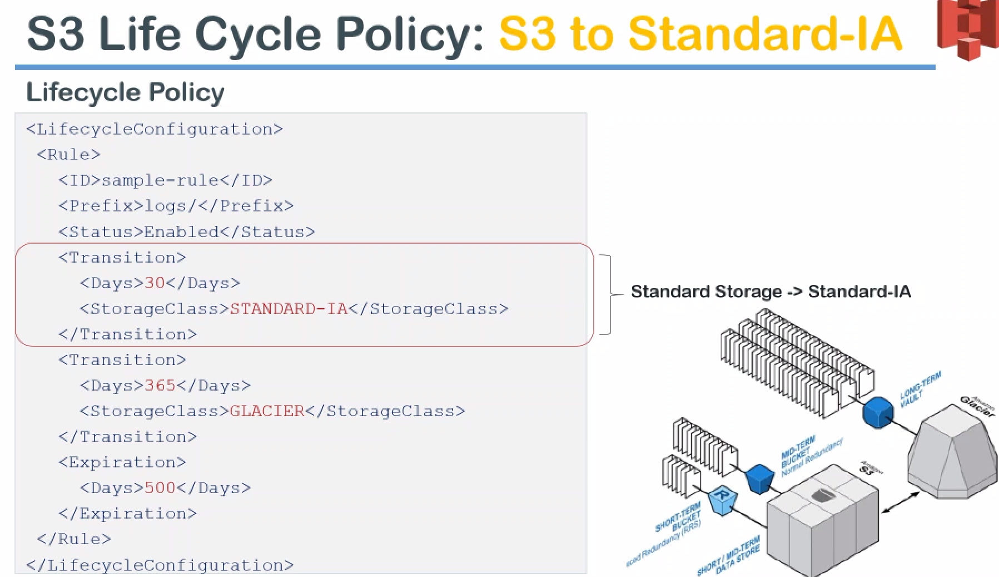 S3 Life Cycle Policy: S3 to Standard-IA
Lifecycle Policy
<LifecycleConfiguration>
<Rule>
<ID>sample-rule</ID>
<Prefix>logs/</Prefix>
<Status>Enabled</Status>
<Transition>
<Days>30</Days>
<StorageClass>STANDARD-IA</StorageClass>
</Transition>
<Transition>
<Days>365</Days>
<StorageClass>GLACIER</StorageClass>
</Transition>
<Expiration>
<Days>500</Days>
</Expiration>
</Rule>
</LifecycleConfiguration>
Standard Storage -> Standard-IA
LONG-TERM
VAULT
Amazon
Glacier
MID-TERM
BUCKET
Normal Redundancy
Amazon
S3
R
SHORT-TERM
BUCKET
uced Redundancy (RRS)
SHORT / MID-TERM
DATA STORE